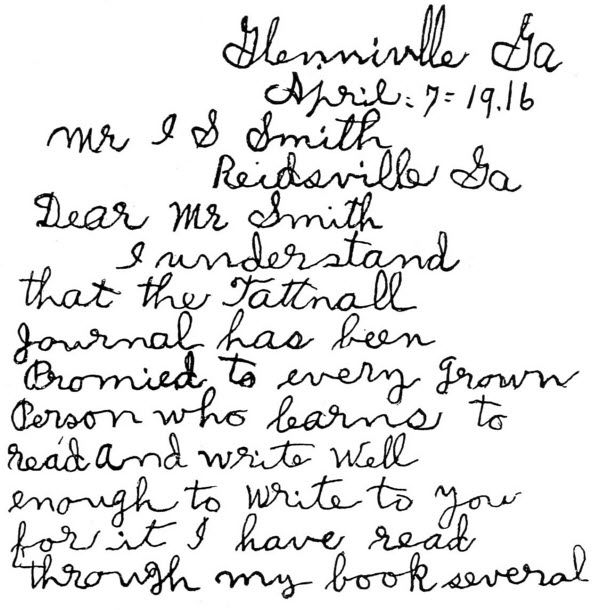 Glennivlle Ga
April. 7= 19.16
Mr I S Smith
Reidsville Ga
Dear Mr Smith
I understand
that the Tattnall
Journal has been
Promied to every grown
Person who learns to
read and write well
enough to write to you
for it I have read
through my book several